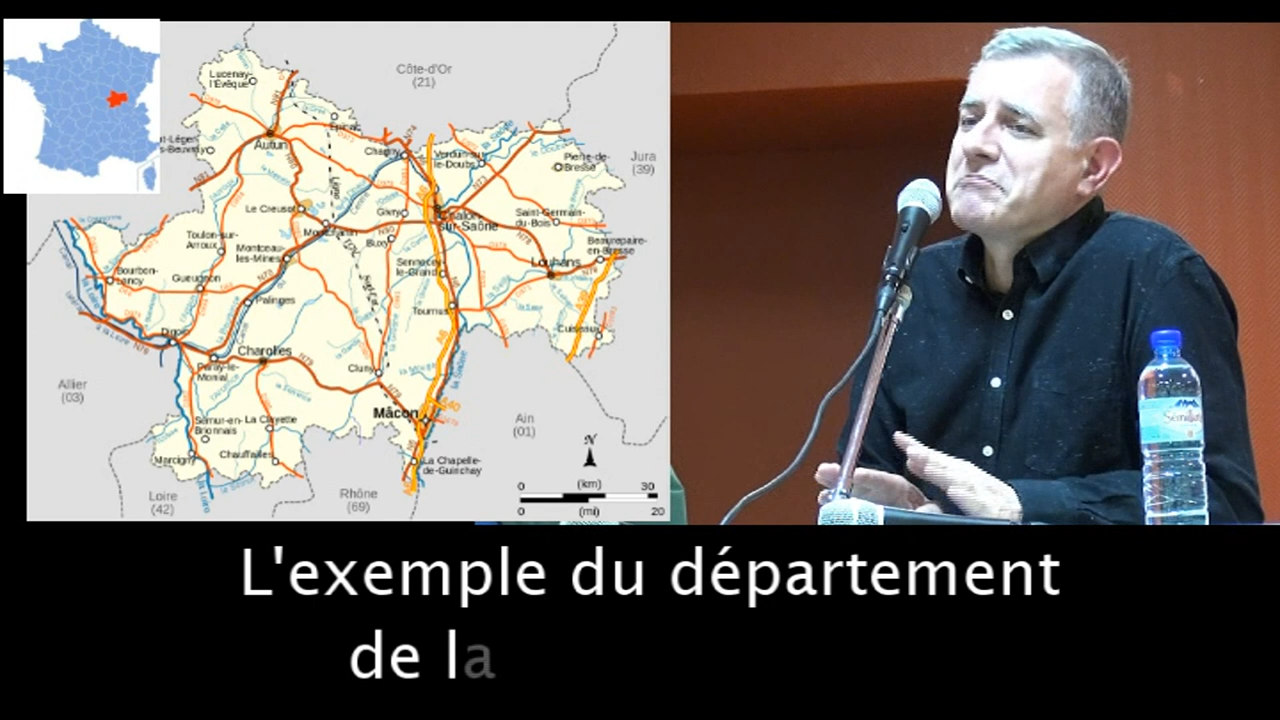 Côte-d'Or
(21)
Lucenay-
l'Évêque
Épinac
Autun
Chagny
Verdun-sur-
le-Doubs
Pierre-de-
Bresse
Jura
(39)
Le Creusot
Givry
Chalon-
sur-Saône
Saint-Germain-
du-Bois
Montchanin
Buxy
Toulon-sur-
Arroux
Montceau-
les-Mines
Sennecey-
le-Grand
Beaurepaire-
en-Bresse
Louhans
Bourbon-
Lancy
Gueugnon
Palinges
Tournus
Cuiseaux
Digoin
Charolles
Paray-le-
Monial
Cluny
Allier
(03)
Mâcon
Ain
(01)
Semur-en-
Brionnais
La Clayette
Marcigny
Chauffailles
La Chapelle-
de-Guinchay
N
Loire
(42)
Rhône
(69)
0 (km) 30
0 (mi) 20
L'exemple du département
de la